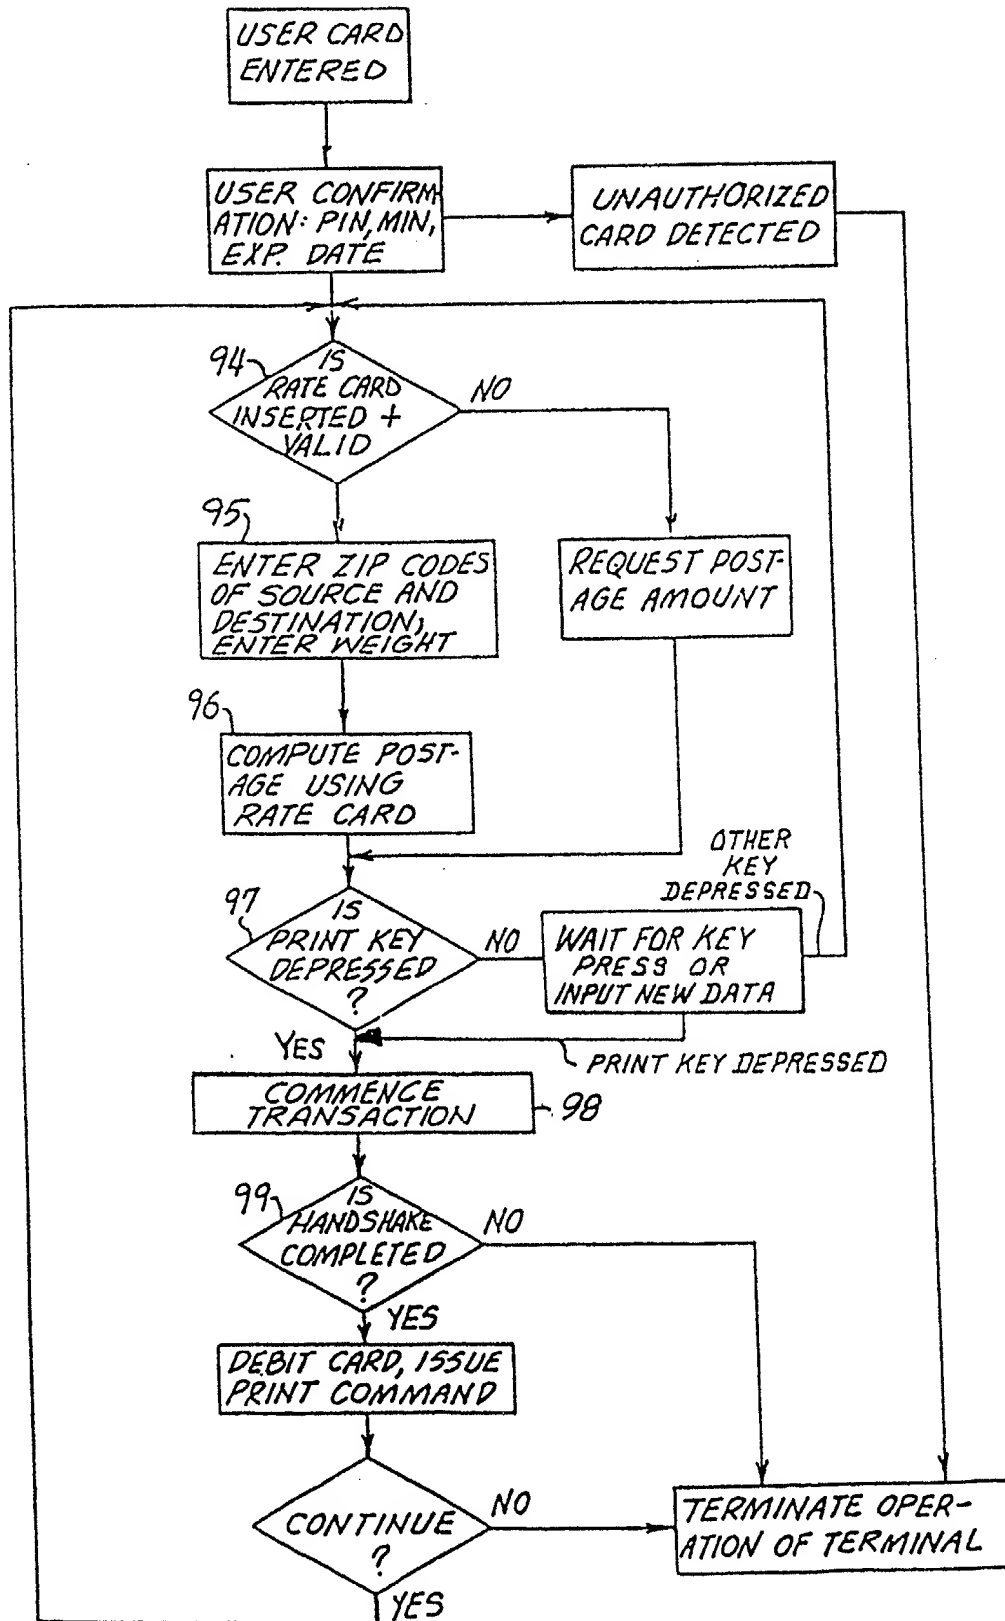 USER CARD
ENTERED
USER CONFIRM-
ATION: PIN, MIN,
EXP. DATE
UNAUTHORIZED
CARD DETECTED
94
IS
RATE CARD
INSERTED +
VALID
NO
95
ENTER ZIP CODES
OF SOURCE AND
DESTINATION,
ENTER WEIGHT
REQUEST POST-
AGE AMOUNT
96
COMPUTE POST-
AGE USING
RATE CARD
OTHER
KEY
DEPRESSED
97
IS
PRINT KEY
DEPRESSED
?
NO
WAIT FOR KEY
PRESS OR
INPUT NEW DATA
YES
PRINT KEY DEPRESSED
COMMENCE
TRANSACTION
98
99
IS
HANDSHAKE
COMPLETED
?
NO
YES
DEBIT CARD, ISSUE
PRINT COMMAND
CONTINUE
?
NO
TERMINATE OPER-
ATION OF TERMINAL
YES